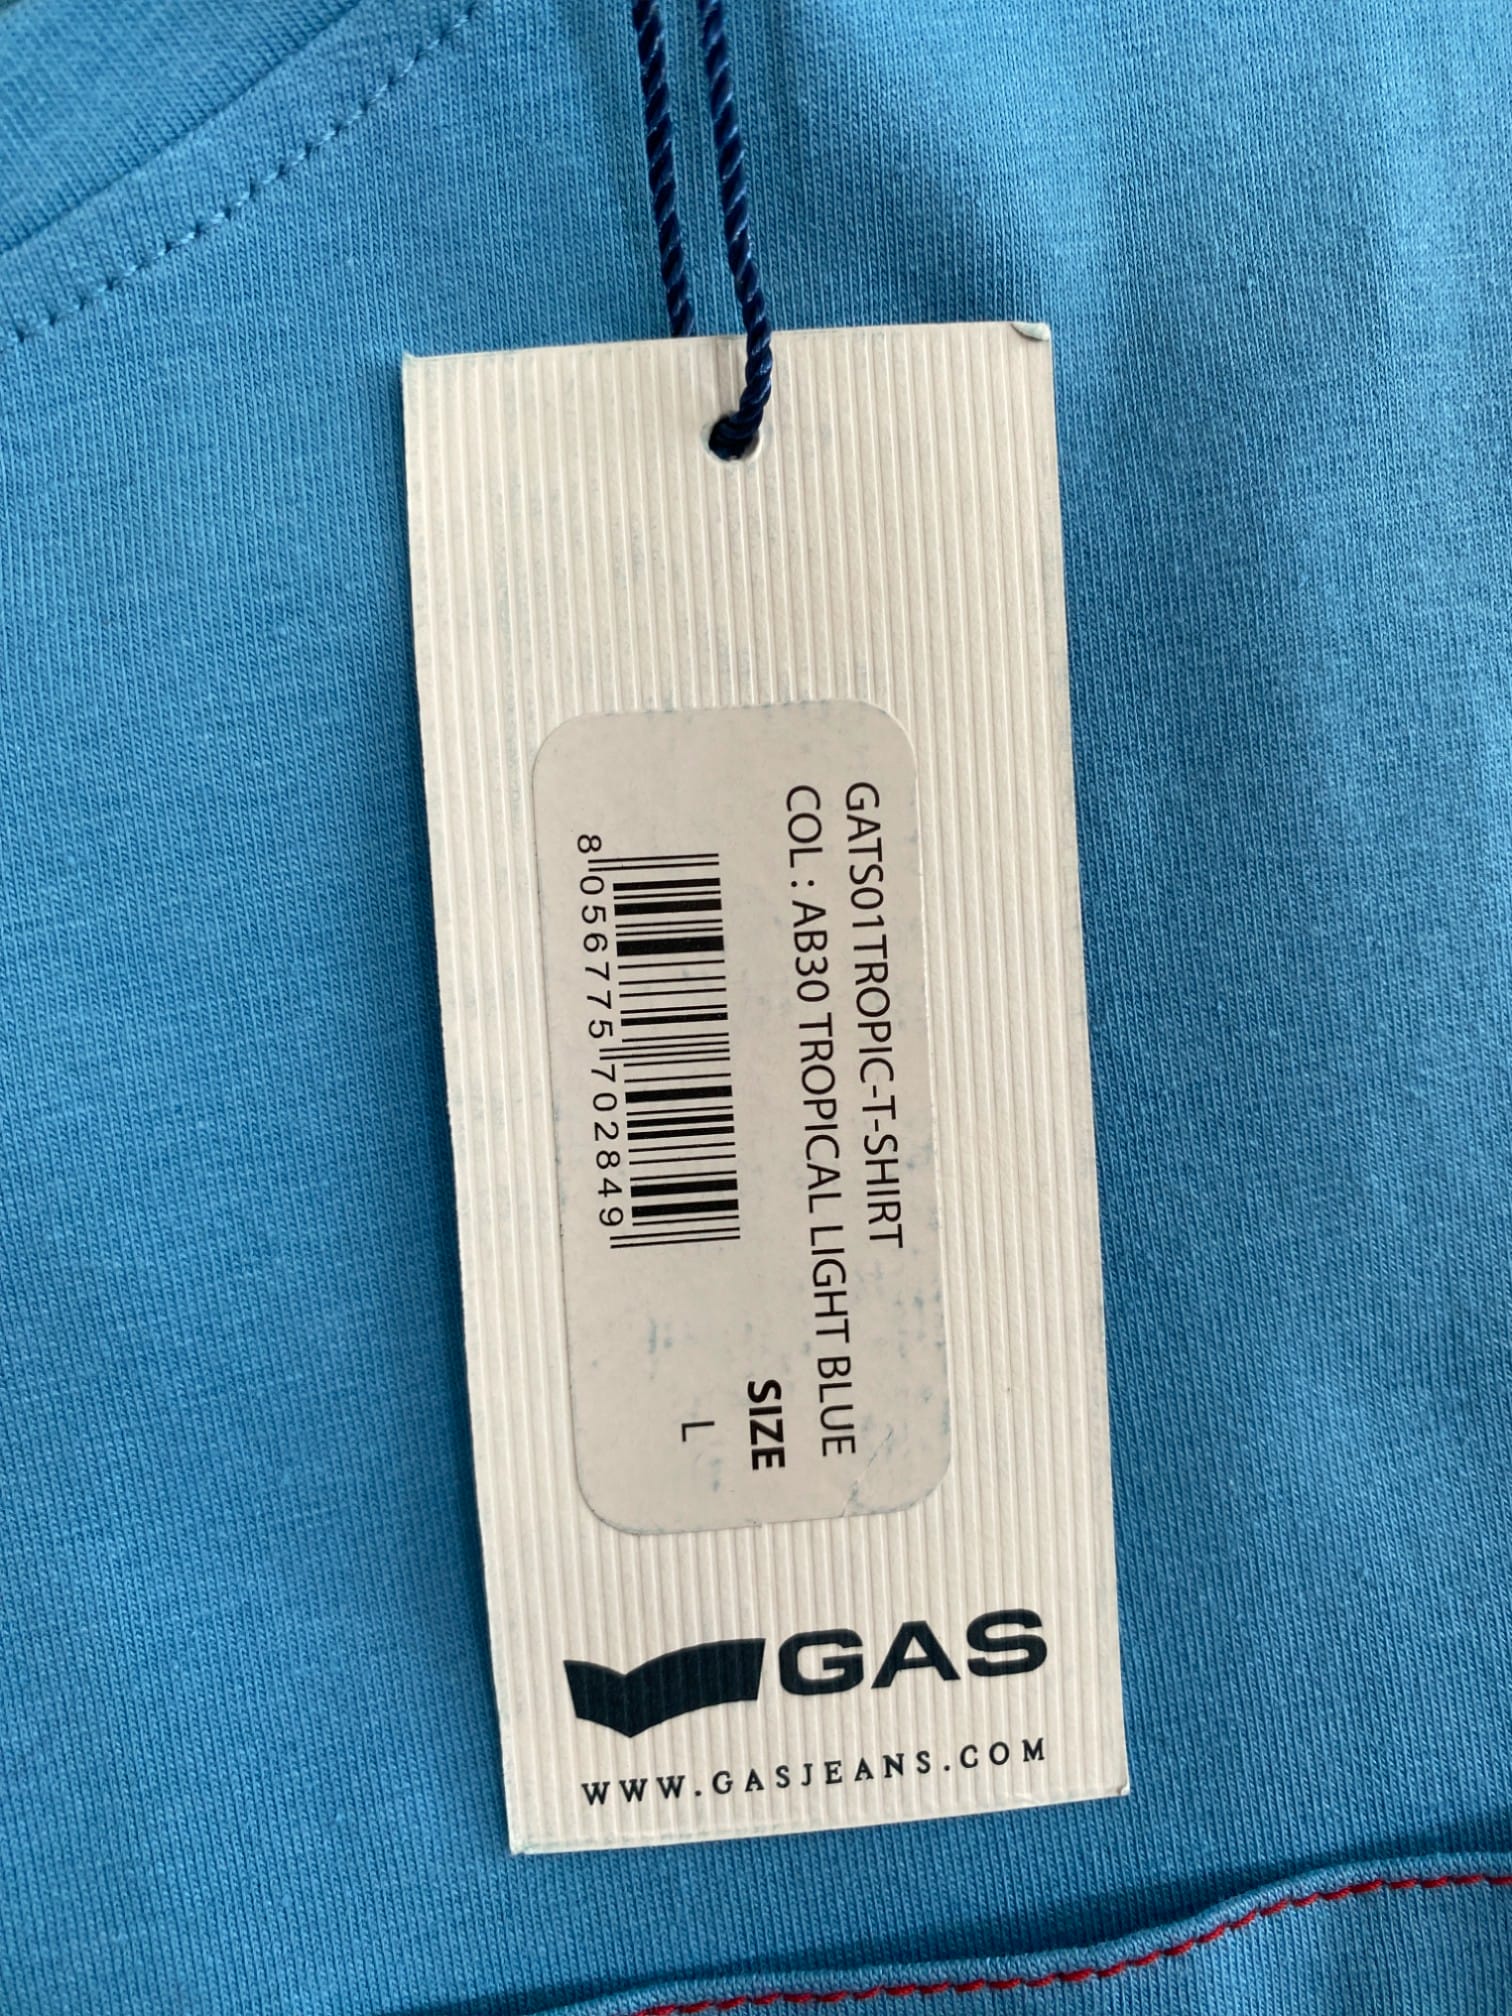 GATS01TROPIC-T-SHIRT
COL : AB30 TROPICAL LIGHT BLUE
SIZE
L
8 056775 702849
GAS
WWW.GASJEANS.COM